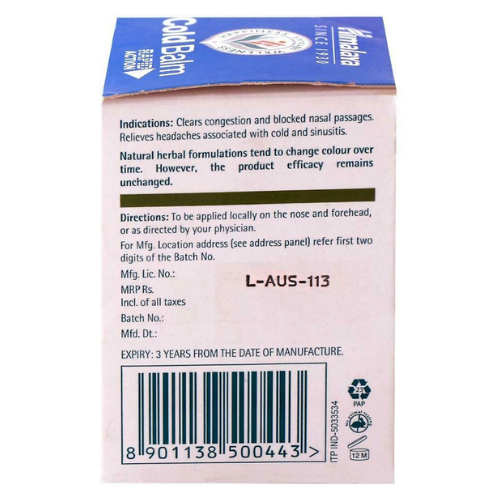 Himalaya
SINCE 1930
WELLNESS
Cold Balm
RAPID
ACTION
Indications: Clears congestion and blocked nasal passages.
Relieves headaches associated with cold and sinusitis.
Natural herbal formulations tend to change colour over
time. However, the product efficacy remains
unchanged.
Directions: To be applied locally on the nose and forehead,
or as directed by your physician.
For Mfg. Location address (see address panel) refer first two
digits of the Batch No.
Mfg. Lic. No.:
L-AUS-113
MRP Rs.
Incl. of all taxes
Batch No.:
Mfd. Dt.:
EXPIRY: 3 YEARS FROM THE DATE OF MANUFACTURE.
8 901138 500443 >
ITP IND-5033534
23
PAP
12 M